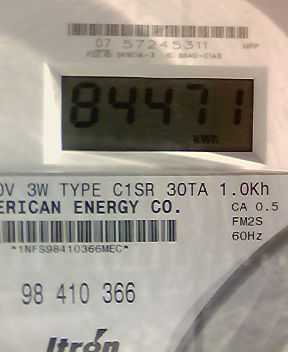 07 57245311 HPP
84471
KWh
0V 3W TYPE C1SR 30TA 1.0Kh
ERICAN ENERGY CO. CA 0.5
FM2S
60Hz
*1NFS98410366MEC*
98 410 366
Itron